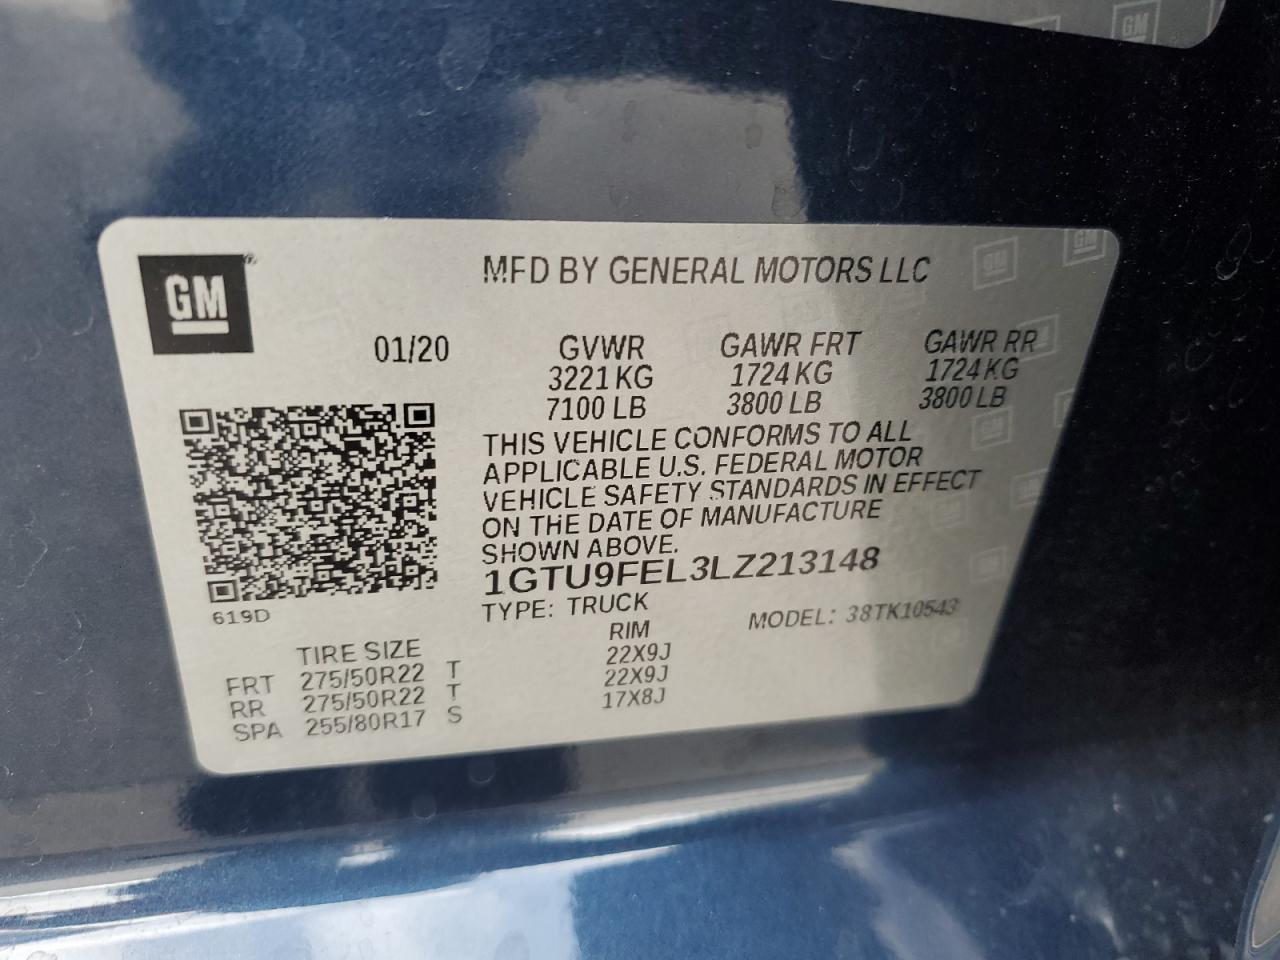 GM
GM
MFD BY GENERAL MOTORS LLC
01/20
GVWR GAWR FRT GAWR RR
3221 KG 1724 KG 1724 KG
7100 LB 3800 LB 3800 LB
THIS VEHICLE CONFORMS TO ALL
APPLICABLE U.S. FEDERAL MOTOR
VEHICLE SAFETY STANDARDS IN EFFECT
ON THE DATE OF MANUFACTURE
SHOWN ABOVE.
1GTU9FEL3LZ213148
619D
TYPE: TRUCK MODEL: 38TK10543
TIRE SIZE RIM
FRT 275/50R22 T 22X9J
RR 275/50R22 T 22X9J
SPA 255/80R17 S 17X8J